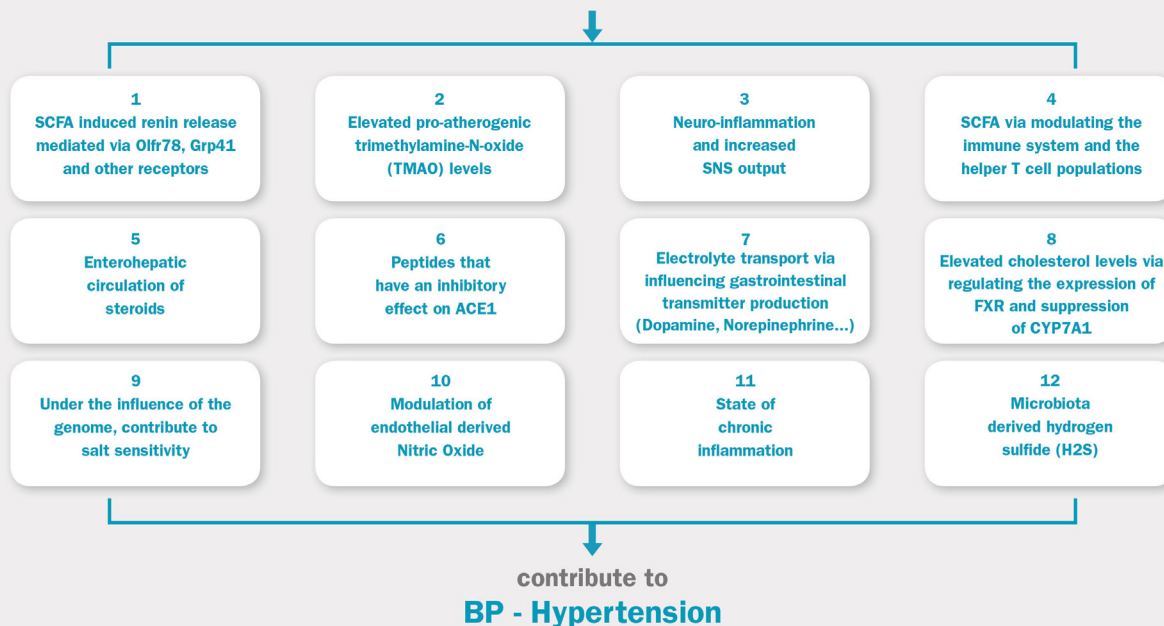 1
SCFA induced renin release
mediated via Olfr78, Grp41
and other receptors
2
Elevated pro-atherogenic
trimethylamine-N-oxide
(TMAO) levels
3
Neuro-inflammation
and increased
SNS output
4
SCFA via modulating the
immune system and the
helper T cell populations
5
Enterohepatic
circulation of
steroids
6
Peptides that
have an inhibitory
effect on ACE1
7
Electrolyte transport via
influencing gastrointestinal
transmitter production
(Dopamine, Norepinephrine...)
8
Elevated cholesterol levels via
regulating the expression of
FXR and suppression
of CYP7A1
9
Under the influence of the
genome, contribute to
salt sensitivity
10
Modulation of
endothelial derived
Nitric Oxide
11
State of
chronic
inflammation
12
Microbiota
derived hydrogen
sulfide (H2S)
contribute to
BP - Hypertension